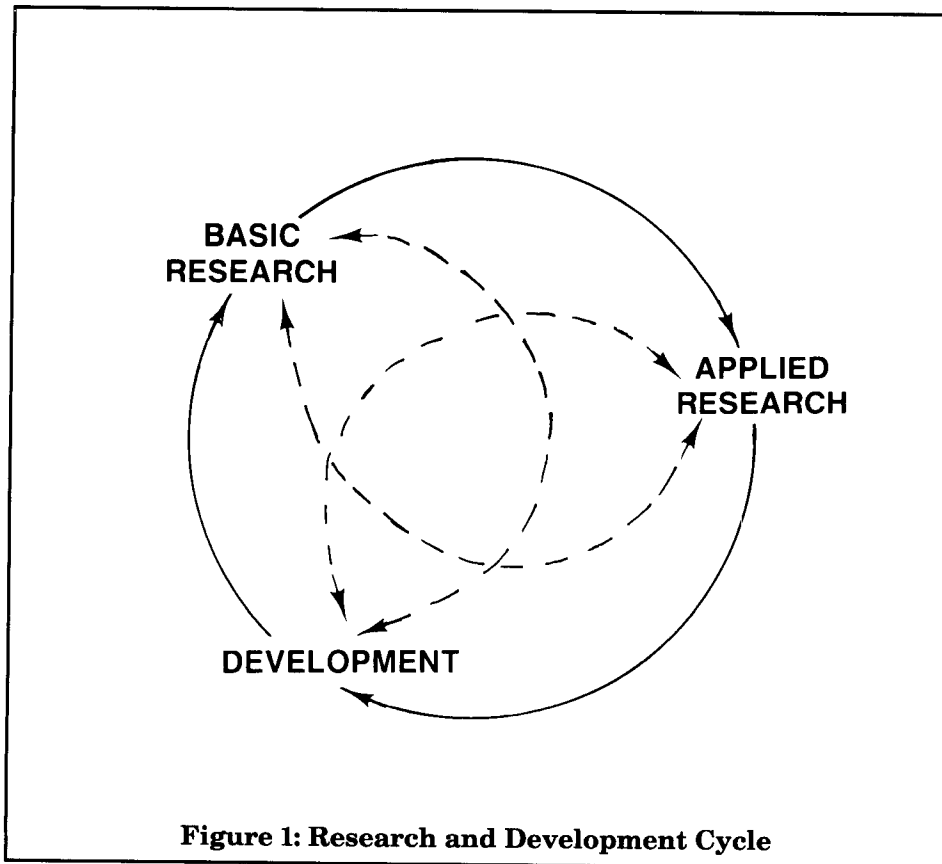 BASIC
RESEARCH
APPLIED
RESEARCH
DEVELOPMENT
Figure 1: Research and Development Cycle